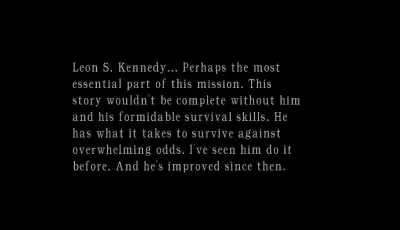 Leon S. Kennedy... Perhaps the most
essential part of this mission. This
story wouldn't be complete without him
and his formidable survival skills. He
has what it takes to survive against
overwhelming odds. I've seen him do it
before. And he's improved since then.